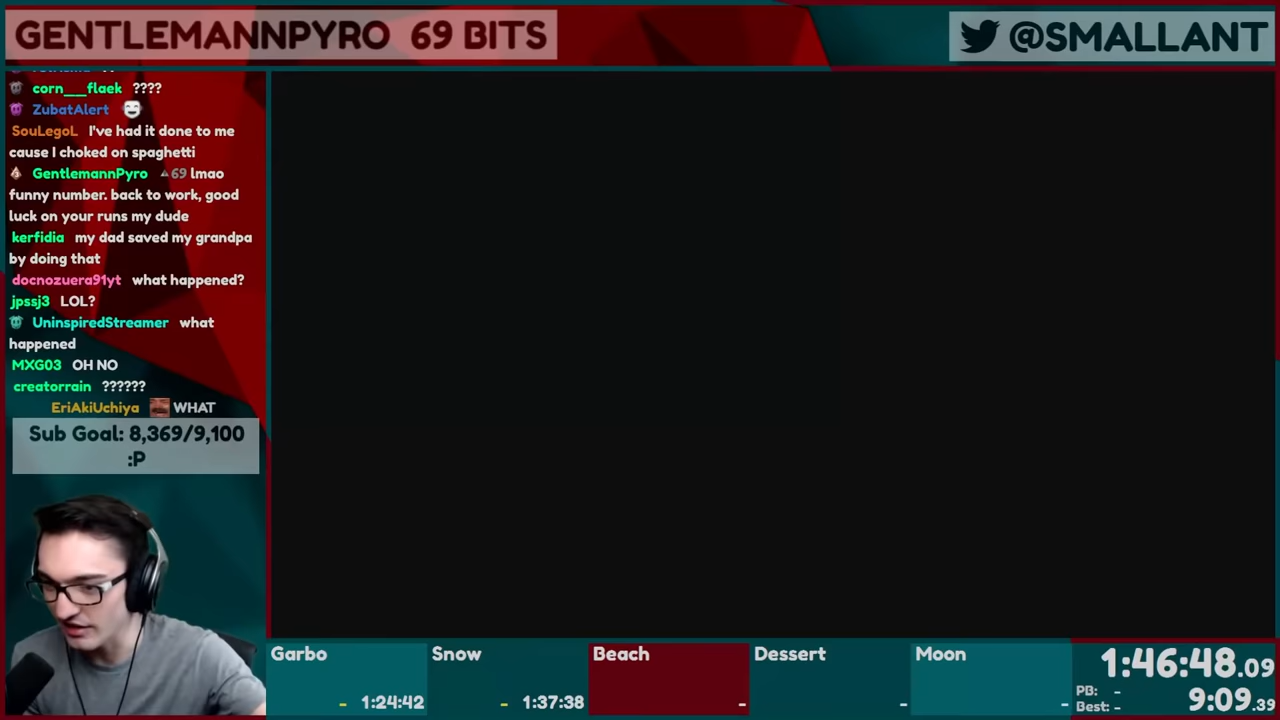 GENTLEMANNPYRO 69 BITS
@SMALLANT
corn__flaek ????
ZubatAlert
SouLegoL I've had it done to me
cause I choked on spaghetti
GentlemannPyro 69 lmao
funny number. back to work, good
luck on your runs my dude
kerfidia my dad saved my grandpa
by doing that
docnozuera91yt what happened?
jpssj3 LOL?
UninspiredStreamer what
happened
MXG03 OH NO
creatorrain ??????
EriAkiUchiya WHAT
Sub Goal: 8,369/9,100
:P
Garbo
- 1:24:42
Snow
- 1:37:38
Beach
-
Dessert
-
Moon
-
1:46:48.09
PB: -
Best: -
9:09.39